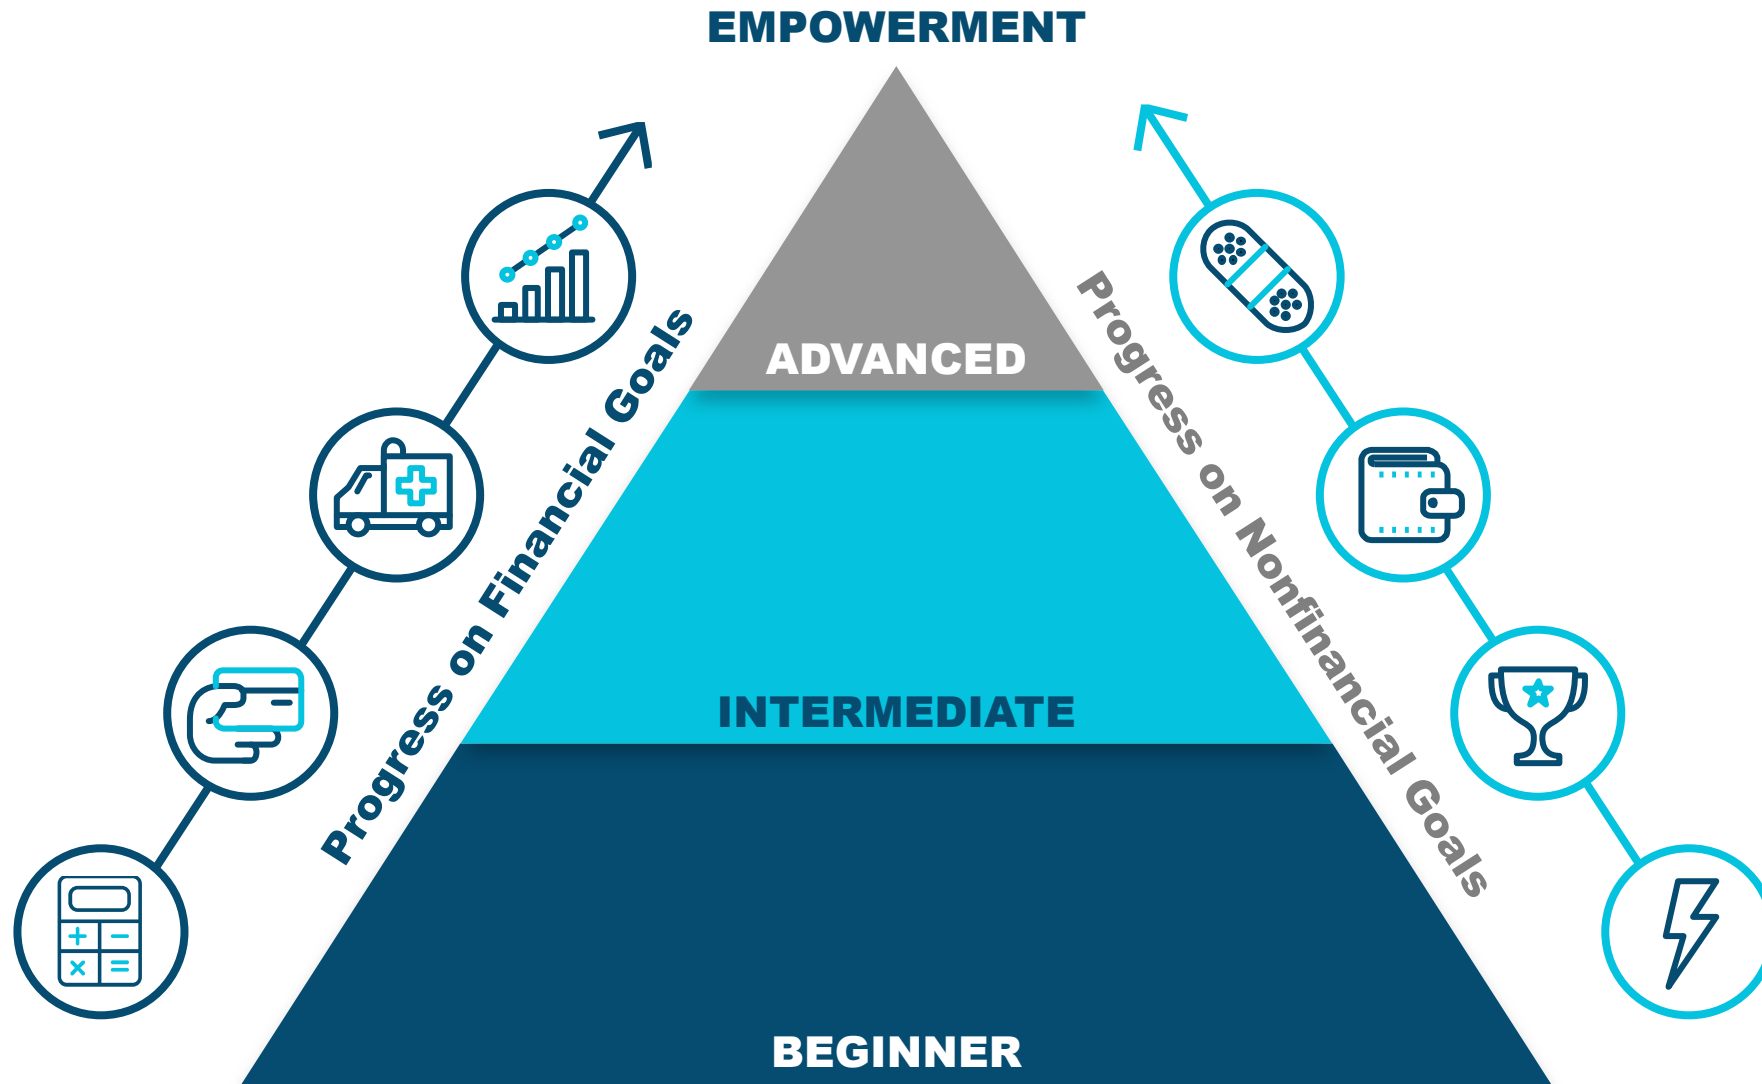 EMPOWERMENT
ADVANCED
INTERMEDIATE
BEGINNER
Progress on Financial Goals
Progress on Nonfinancial Goals